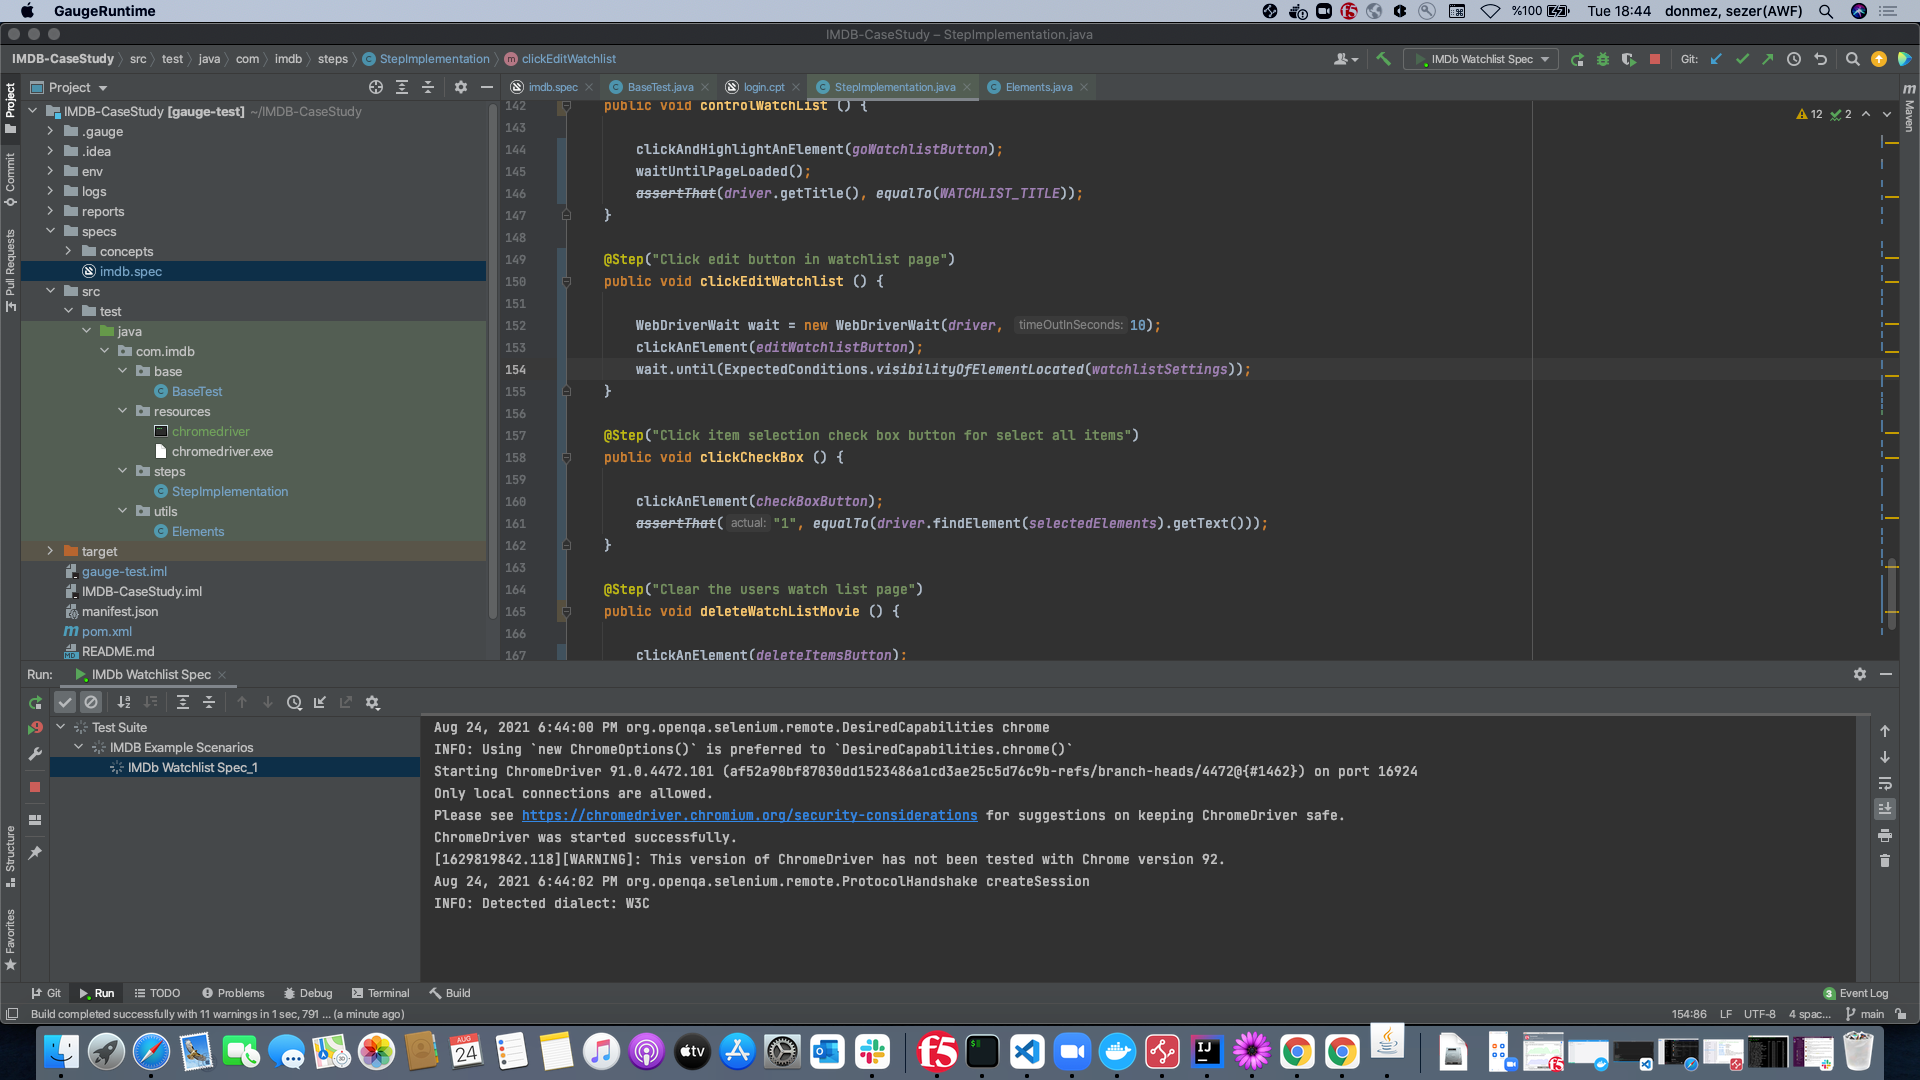 GaugeRuntime
%100
Tue 18:44
donmez, sezer(AWF)
IMDB-CaseStudy – StepImplementation.java
IMDB-CaseStudy
src
test
java
com
imdb
steps
StepImplementation
clickEditWatchlist
IMDb Watchlist Spec
Git:
Project
imdb.spec
BaseTest.java
login.cpt
StepImplementation.java
Elements.java
Project
Commit
Pull Requests
Structure
Favorites
Maven
IMDB-CaseStudy [gauge-test] ~/IMDB-CaseStudy
.gauge
.idea
env
logs
reports
specs
concepts
imdb.spec
src
test
java
com.imdb
base
BaseTest
resources
chromedriver
chromedriver.exe
steps
StepImplementation
utils
Elements
target
gauge-test.iml
IMDB-CaseStudy.iml
manifest.json
pom.xml
README.md
12 2
142 public void controlWatchList () {
143
144 clickAndHighlightAnElement(goWatchlistButton);
145 waitUntilPageLoaded();
146 assertThat(driver.getTitle(), equalTo(WATCHLIST_TITLE));
147 }
148
149 @Step("Click edit button in watchlist page")
150 public void clickEditWatchlist () {
151
152 WebDriverWait wait = new WebDriverWait(driver, timeOutInSeconds: 10);
153 clickAnElement(editWatchlistButton);
154 wait.until(ExpectedConditions.visibilityOfElementLocated(watchlistSettings));
155 }
156
157 @Step("Click item selection check box button for select all items")
158 public void clickCheckBox () {
159
160 clickAnElement(checkBoxButton);
161 assertThat( actual: "1", equalTo(driver.findElement(selectedElements).getText()));
162 }
163
164 @Step("Clear the users watch list page")
165 public void deleteWatchListMovie () {
166
167 clickAnElement(deleteItemsButton);
Run:
IMDb Watchlist Spec
Test Suite
IMDB Example Scenarios
IMDb Watchlist Spec_1
Aug 24, 2021 6:44:00 PM org.openqa.selenium.remote.DesiredCapabilities chrome
INFO: Using `new ChromeOptions()` is preferred to `DesiredCapabilities.chrome()`
Starting ChromeDriver 91.0.4472.101 (af52a90bf87030dd1523486a1cd3ae25c5d76c9b-refs/branch-heads/4472@{#1462}) on port 16924
Only local connections are allowed.
Please see https://chromedriver.chromium.org/security-considerations for suggestions on keeping ChromeDriver safe.
ChromeDriver was started successfully.
[1629819842.118][WARNING]: This version of ChromeDriver has not been tested with Chrome version 92.
Aug 24, 2021 6:44:02 PM org.openqa.selenium.remote.ProtocolHandshake createSession
INFO: Detected dialect: W3C
Git
Run
TODO
Problems
Debug
Terminal
Build
3 Event Log
Build completed successfully with 11 warnings in 1 sec, 791 ... (a minute ago)
154:86
LF
UTF-8
4 spac...
main
AUG
24
tv
f5
IJ